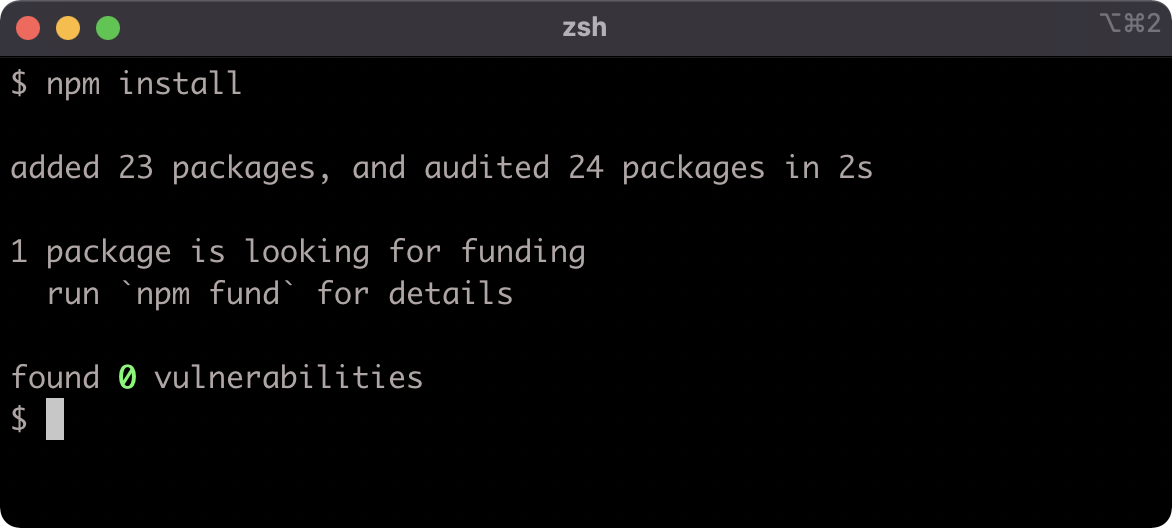 zsh
⌥⌘2
$ npm install
added 23 packages, and audited 24 packages in 2s
1 package is looking for funding
  run `npm fund` for details
found 0 vulnerabilities
$